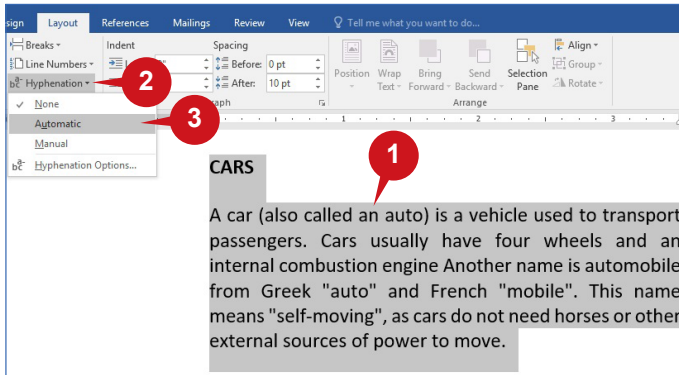 sign Layout References Mailings Review View Tell me what you want to do...
Breaks Indent Spacing Align
Line Numbers Before: 0 pt Group
Hyphenation 2 After: 10 pt Position Wrap Text Bring Forward Send Backward Selection Pane Rotate
None raph Arrange
Automatic 3 1 2 3
Manual
Hyphenation Options... 1
CARS
A car (also called an auto) is a vehicle used to transport
passengers. Cars usually have four wheels and an
internal combustion engine Another name is automobile
from Greek "auto" and French "mobile". This name
means "self-moving", as cars do not need horses or other
external sources of power to move.